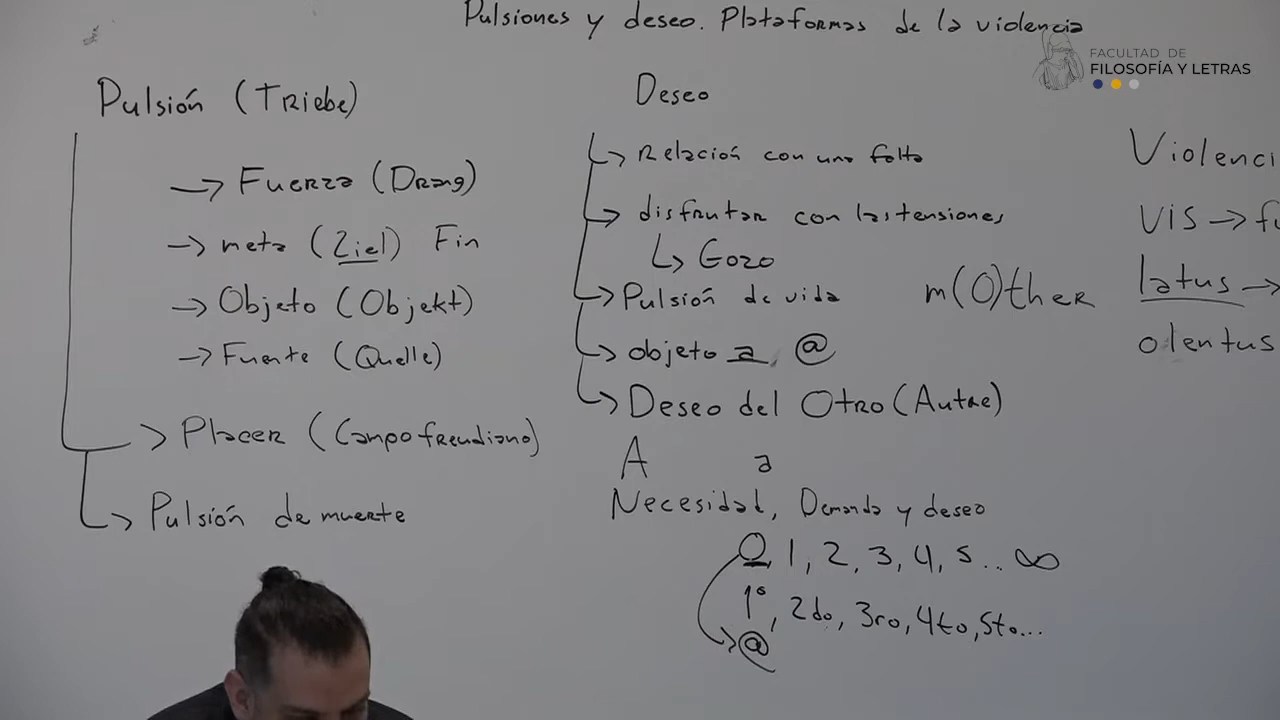 Pulsiones y deseo. Plataformas de la violencia
FACULTAD DE
FILOSOFÍA Y LETRAS
Pulsión (Triebe)
→ Fuerza (Drang)
→ meta (Ziel) Fin
→ Objeto (Objekt)
→ Fuente (Quelle)
→ Placer (Campo freudiano)
→ Pulsión de muerte
Deseo
→ Relación con una falta
→ disfrutar con las tensiones
→ Gozo
→ Pulsión de vida
→ objeto a, @
→ Deseo del Otro (Autre)
A a
Necesidad, Demanda y deseo
0, 1, 2, 3, 4, 5... ∞
1°, 2do, 3ro, 4to, 5to...
@
m(O)ther
Violenci
Vis → fu
latus →
olentus